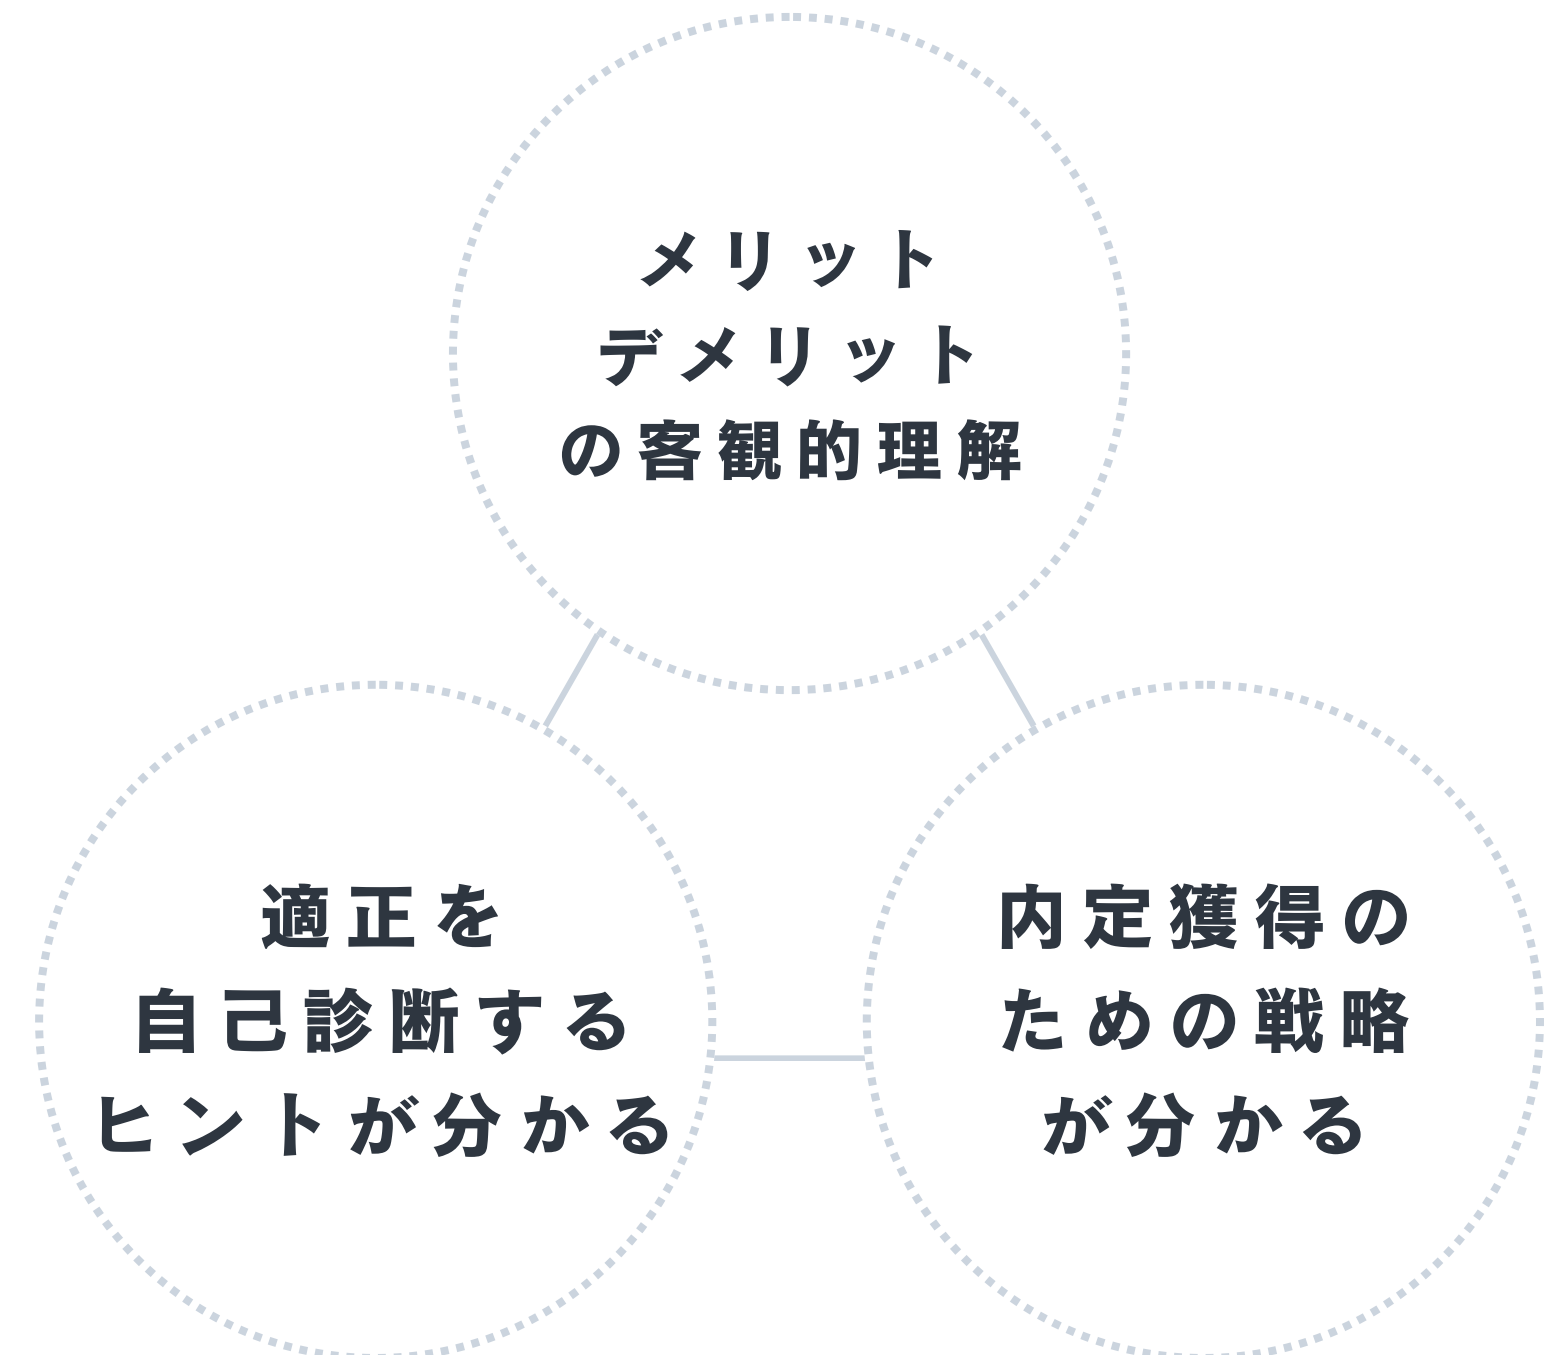 メリット
デメリット
の客観的理解
適正を
自己診断する
ヒントが分かる
内定獲得の
ための戦略
が分かる